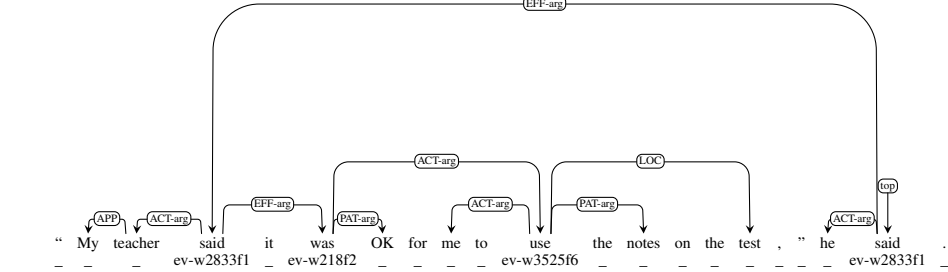 EFF-arg
ACT-arg LOC
top
APP ACT-arg EFF-arg PAT-arg ACT-arg PAT-arg ACT-arg
“ My teacher said it was OK for me to use the notes on the test , ” he said .
_ _ _ ev-w2833f1 _ ev-w218f2 _ _ _ _ ev-w3525f6 _ _ _ _ _ _ _ _ ev-w2833f1 _